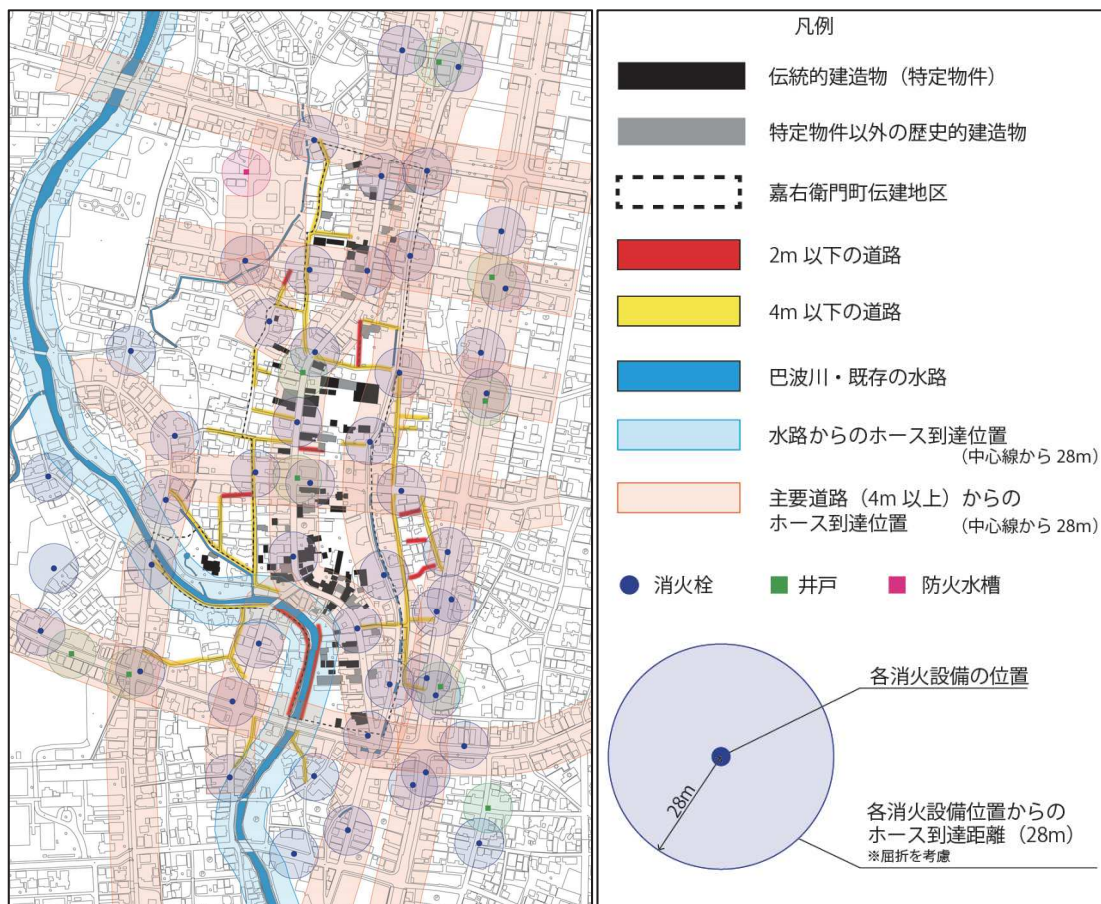 凡例
伝統的建造物（特定物件）
特定物件以外の歴史的建造物
嘉右衛門町伝建地区
2m 以下の道路
4m 以下の道路
巴波川・既存の水路
水路からのホース到達位置
（中心線から 28m）
主要道路（4m 以上）からの
ホース到達位置
（中心線から 28m）
消火栓
井戸
防火水槽
各消火設備の位置
28m
各消火設備位置からの
ホース到達距離（28m）
※屈折を考慮